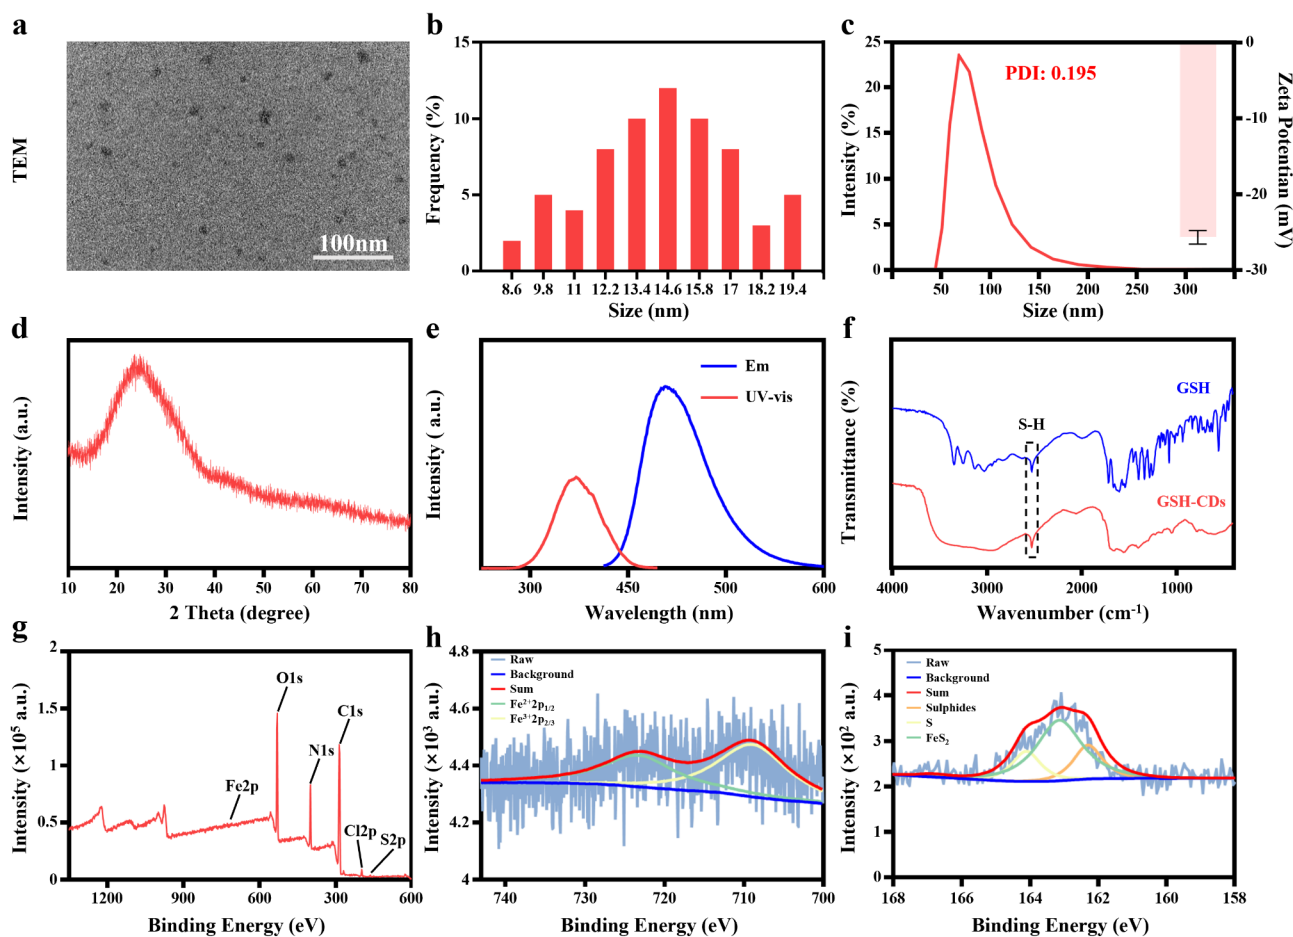 a
TEM
100nm
b
Frequency (%)
15
10
5
0
8.6 9.8 11 12.2 13.4 14.6 15.8 17 18.2 19.4
Size (nm)
c
Intensity (%)
25
20
15
10
5
0
PDI: 0.195
0
-10
-20
-30
Zeta Potentian (mV)
50 100 150 200 250 300
Size (nm)
d
Intensity (a.u.)
10 20 30 40 50 60 70 80
2 Theta (degree)
e
Intensity ( a.u.)
Em
UV-vis
300 450 500 600
Wavelength (nm)
f
Transmittance (%)
GSH
S-H
GSH-CDs
4000 3000 2000 1000
Wavenumber (cm⁻¹)
g
Intensity (×10⁵ a.u.)
2
1.5
1
0.5
0
O1s
C1s
N1s
Fe2p
Cl2p
S2p
1200 900 600 300 600
Binding Energy (eV)
h
Intensity (×10³ a.u.)
4.8
4.6
4.4
4.2
4
Raw
Background
Sum
Fe²⁺2p₁/₂
Fe³⁺2p₂/₃
740 730 720 710 700
Binding Energy (eV)
i
Intensity (×10² a.u.)
5
4
3
2
1
0
Raw
Background
Sum
Sulphides
S
FeS₂
168 166 164 162 160 158
Binding Energy (eV)